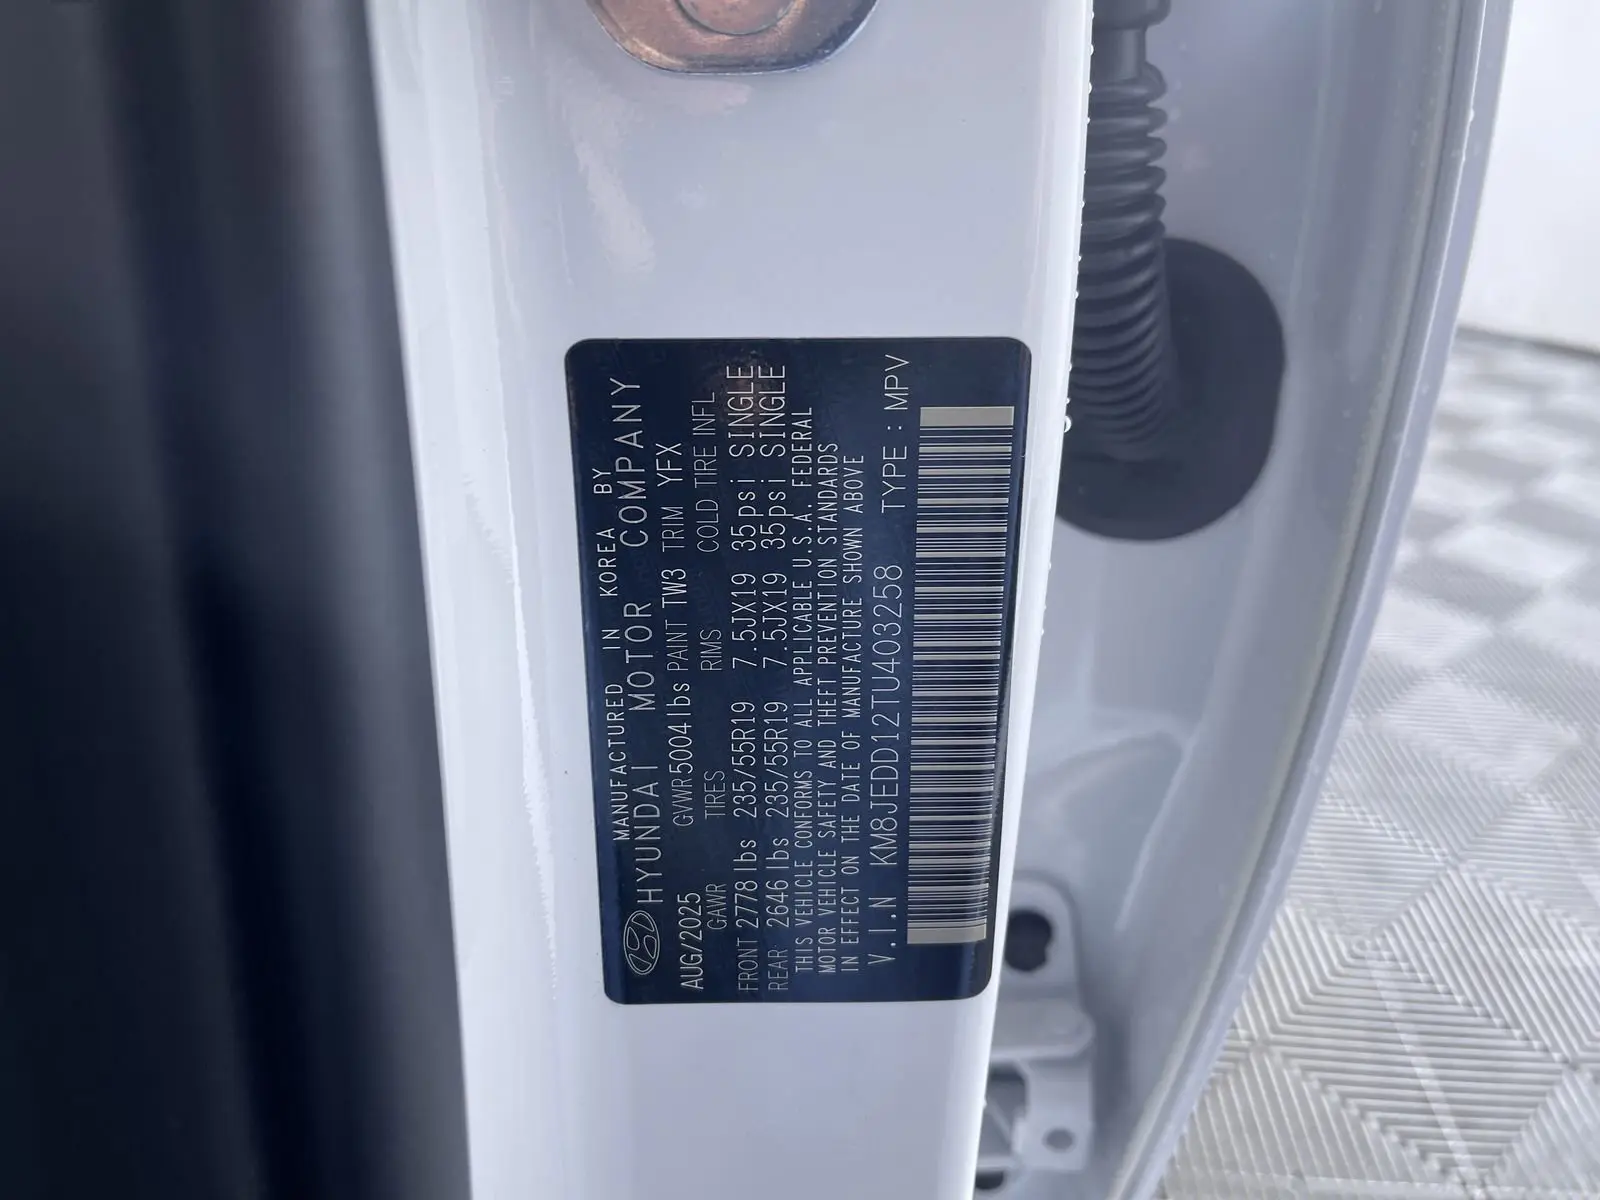 MANUFACTURED IN KOREA BY
HYUNDAI MOTOR COMPANY
AUG/2025 GVWR 5004 lbs PAINT TW3 TRIM YFX
GAWR TIRES RIMS COLD TIRE INFL
FRONT 2778 lbs 235/55R19 7.5JX19 35psi SINGLE
REAR 2646 lbs 235/55R19 7.5JX19 35psi SINGLE
THIS VEHICLE CONFORMS TO ALL APPLICABLE U.S.A. FEDERAL
MOTOR VEHICLE SAFETY AND THEFT PREVENTION STANDARDS
IN EFFECT ON THE DATE OF MANUFACTURE SHOWN ABOVE
V.I.N KM8JEDD12TU403258 TYPE : MPV